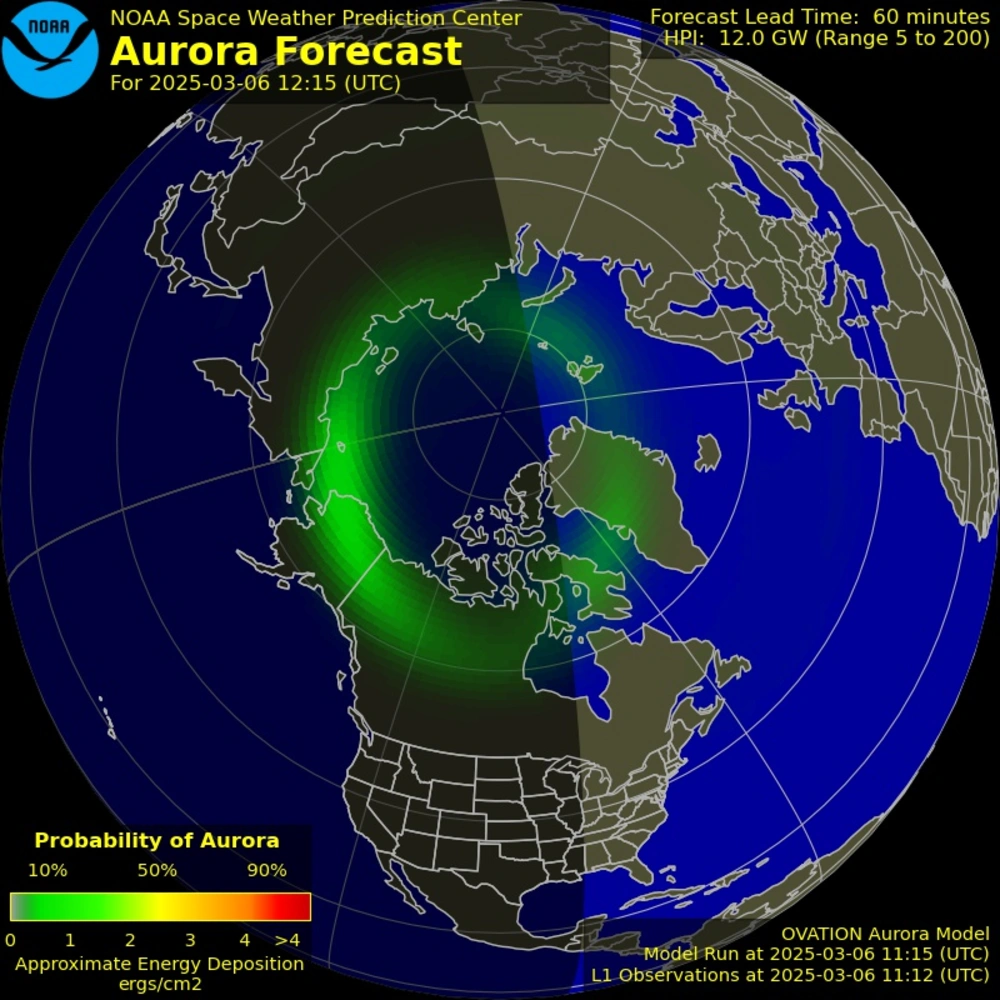 NOAA
NOAA Space Weather Prediction Center
Aurora Forecast
For 2025-03-06 12:15 (UTC)
Forecast Lead Time: 60 minutes
HPI: 12.0 GW (Range 5 to 200)
Probability of Aurora
10% 50% 90%
0 1 2 3 4 >4
Approximate Energy Deposition
ergs/cm2
OVATION Aurora Model
Model Run at 2025-03-06 11:15 (UTC)
L1 Observations at 2025-03-06 11:12 (UTC)